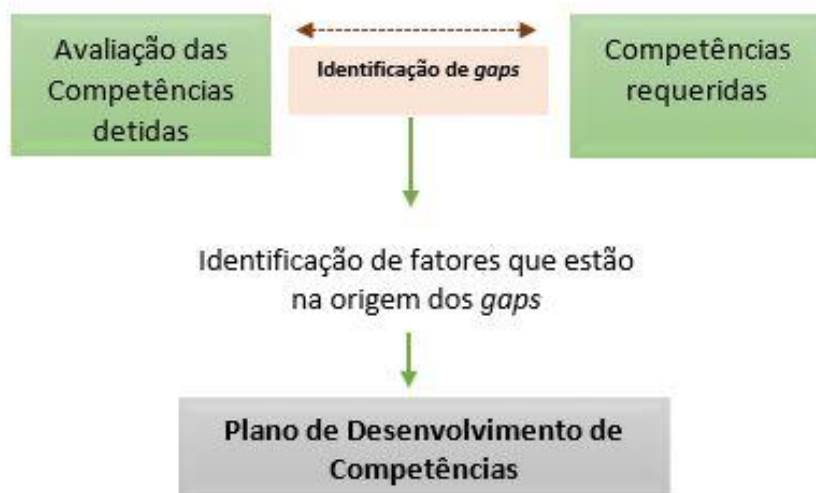 Avaliação das
Competências
detidas
Identificação de gaps
Competências
requeridas
Identificação de fatores que estão
na origem dos gaps
Plano de Desenvolvimento de
Competências